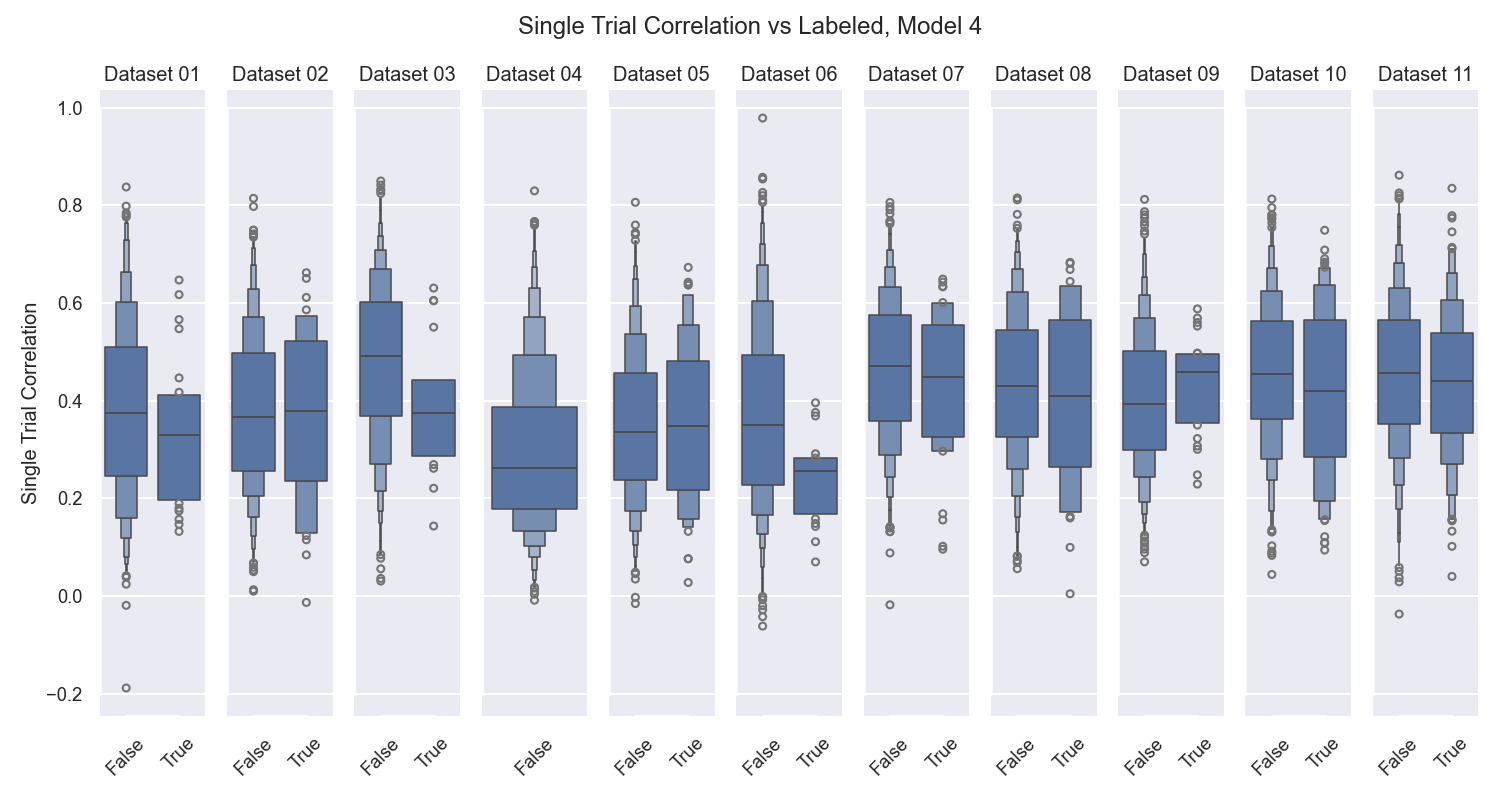 Single Trial Correlation vs Labeled, Model 4
Dataset 01 Dataset 02 Dataset 03 Dataset 04 Dataset 05 Dataset 06 Dataset 07 Dataset 08 Dataset 09 Dataset 10 Dataset 11
1.0
0.8
0.6
0.4
0.2
0.0
−0.2
Single Trial Correlation
False True False True False True False False True False True False True False True False True False True False True